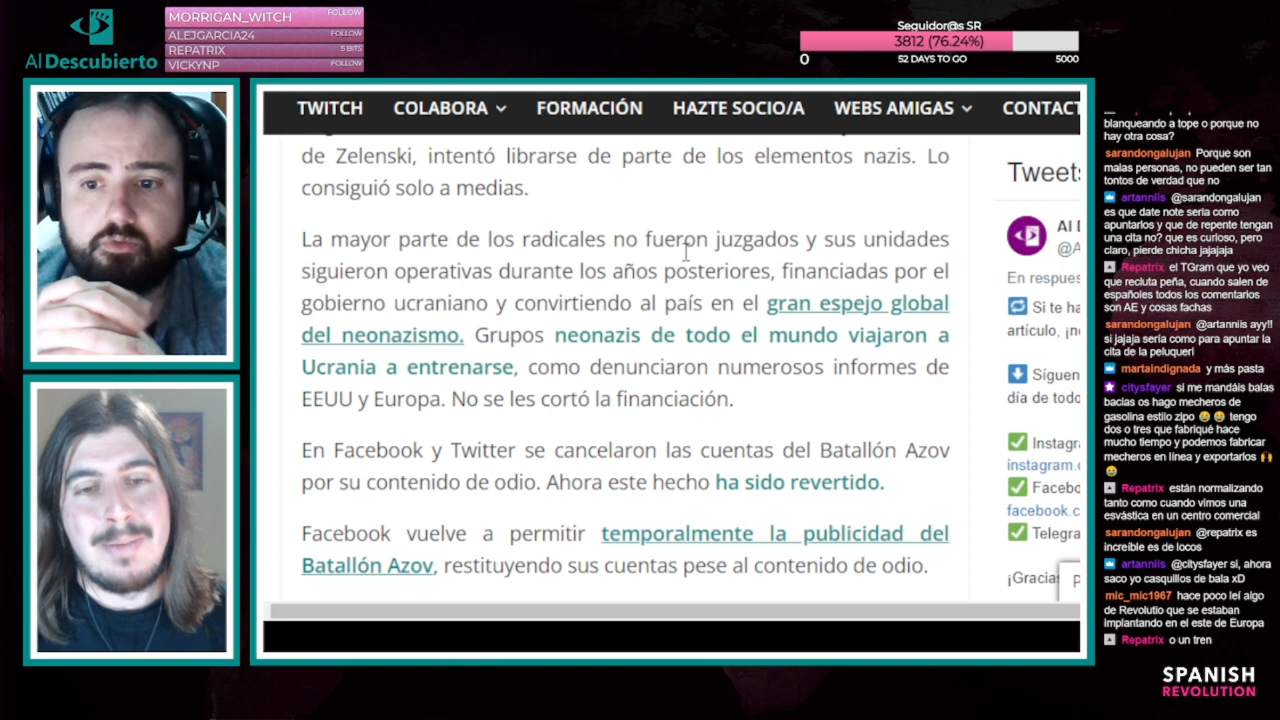 MORRIGAN_WITCH FOLLOW
ALEJGARCIA24 FOLLOW
REPATRIX 5 BITS
VICKYNP FOLLOW
Al Descubierto
Seguidor@s SR
3812 (76.24%)
0 52 DAYS TO GO 5000
TWITCH COLABORA FORMACIÓN HAZTE SOCIO/A WEBS AMIGAS CONTACT
de Zelenski, intentó librarse de parte de los elementos nazis. Lo
consiguió solo a medias.
La mayor parte de los radicales no fueron juzgados y sus unidades
siguieron operativas durante los años posteriores, financiadas por el
gobierno ucraniano y convirtiendo al país en el gran espejo global
del neonazismo. Grupos neonazis de todo el mundo viajaron a
Ucrania a entrenarse, como denunciaron numerosos informes de
EEUU y Europa. No se les cortó la financiación.
En Facebook y Twitter se cancelaron las cuentas del Batallón Azov
por su contenido de odio. Ahora este hecho ha sido revertido.
Facebook vuelve a permitir temporalmente la publicidad del
Batallón Azov, restituyendo sus cuentas pese al contenido de odio.
Tweets
Al D
@A
En respues
Si te ha
artículo, ¡n
Síguen
día de todo
Instagr
instagram.c
Facebo
facebook.c
Telegra
¡Gracia
p
blanqueando a tope o porque no
hay otra cosa?
sarandongalujan Porque son
malas personas, no pueden ser tan
tontos de verdad que no
artanniis @sarandongalujan
es que date note seria como
apuntarlos y que de repente tengan
una cita no? que es curioso, pero
claro, pierde chicha jajajaja
Repatrix el TGram que yo veo
que recluta peña, cuando salen de
españoles todos los comentarios
son AE y cosas fachas
sarandongalujan @artanniis ayy!!
si jajaja sería como para apuntar la
cita de la peluqueri
martaindignada y más pasta
citysfayer si me mandáis balas
bacias os hago mecheros de
gasolina estilo zipo 😂 😂 tengo
dos o tres que fabriqué hace
mucho tiempo y podemos fabricar
mecheros en línea y exportarlos 🙌
😂
Repatrix están normalizando
tanto como cuando vimos una
esvástica en un centro comercial
sarandongalujan @repatrix es
increíble es de locos
artanniis @citysfayer si, ahora
saco yo casquillos de bala xD
mic_mic1967 hace poco leí algo
de Revolutio que se estaban
implantando en el este de Europa
Repatrix o un tren
SPANISH
REVOLUTION